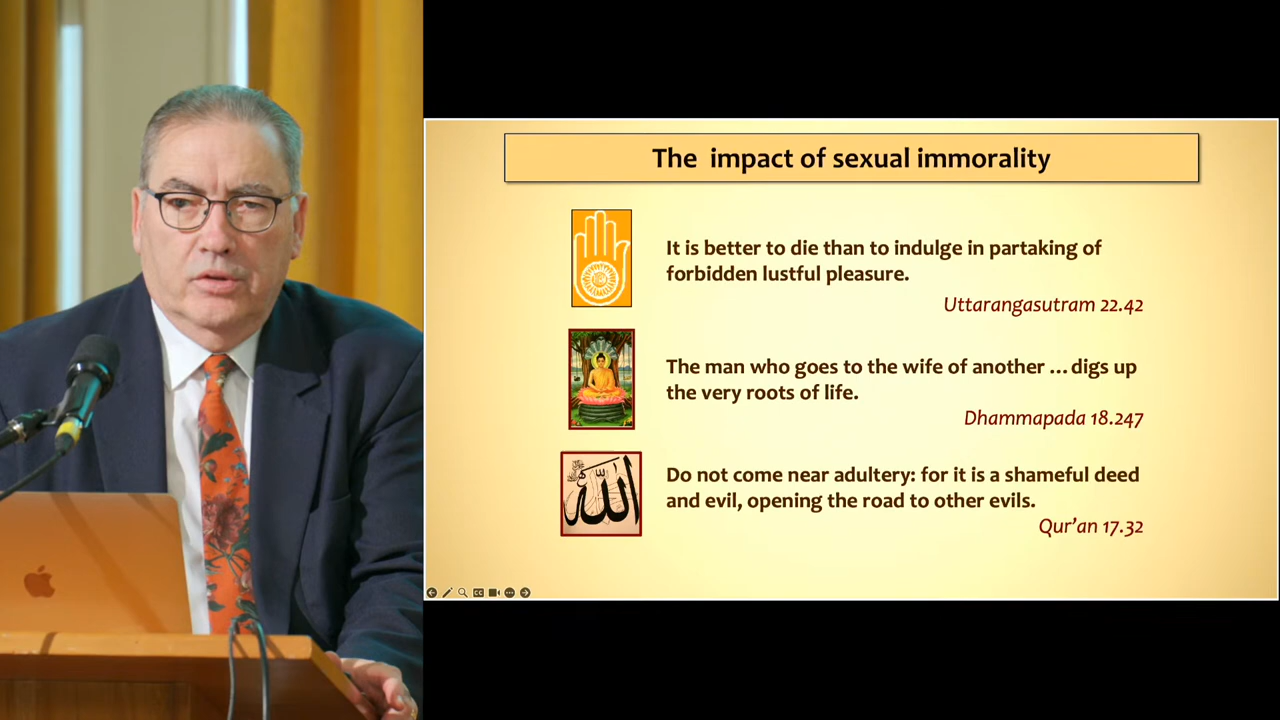 The impact of sexual immorality
It is better to die than to indulge in partaking of
forbidden lustful pleasure.
Uttarangasutram 22.42
The man who goes to the wife of another ... digs up
the very roots of life.
Dhammapada 18.247
Do not come near adultery: for it is a shameful deed
and evil, opening the road to other evils.
Qur'an 17.32
الله